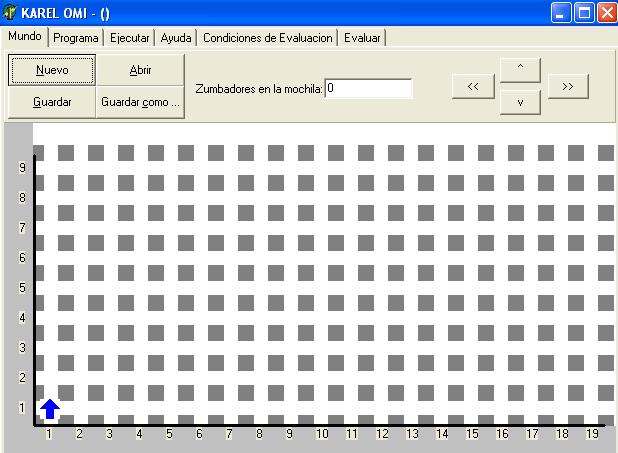 KAREL OMI - ()
Mundo Programa Ejecutar Ayuda Condiciones de Evaluacion Evaluar
Nuevo Abrir
Guardar Guardar como ...
Zumbadores en la mochila: 0
<< ^ v >>
9
8
7
6
5
4
3
2
1
1 2 3 4 5 6 7 8 9 10 11 12 13 14 15 16 17 18 19